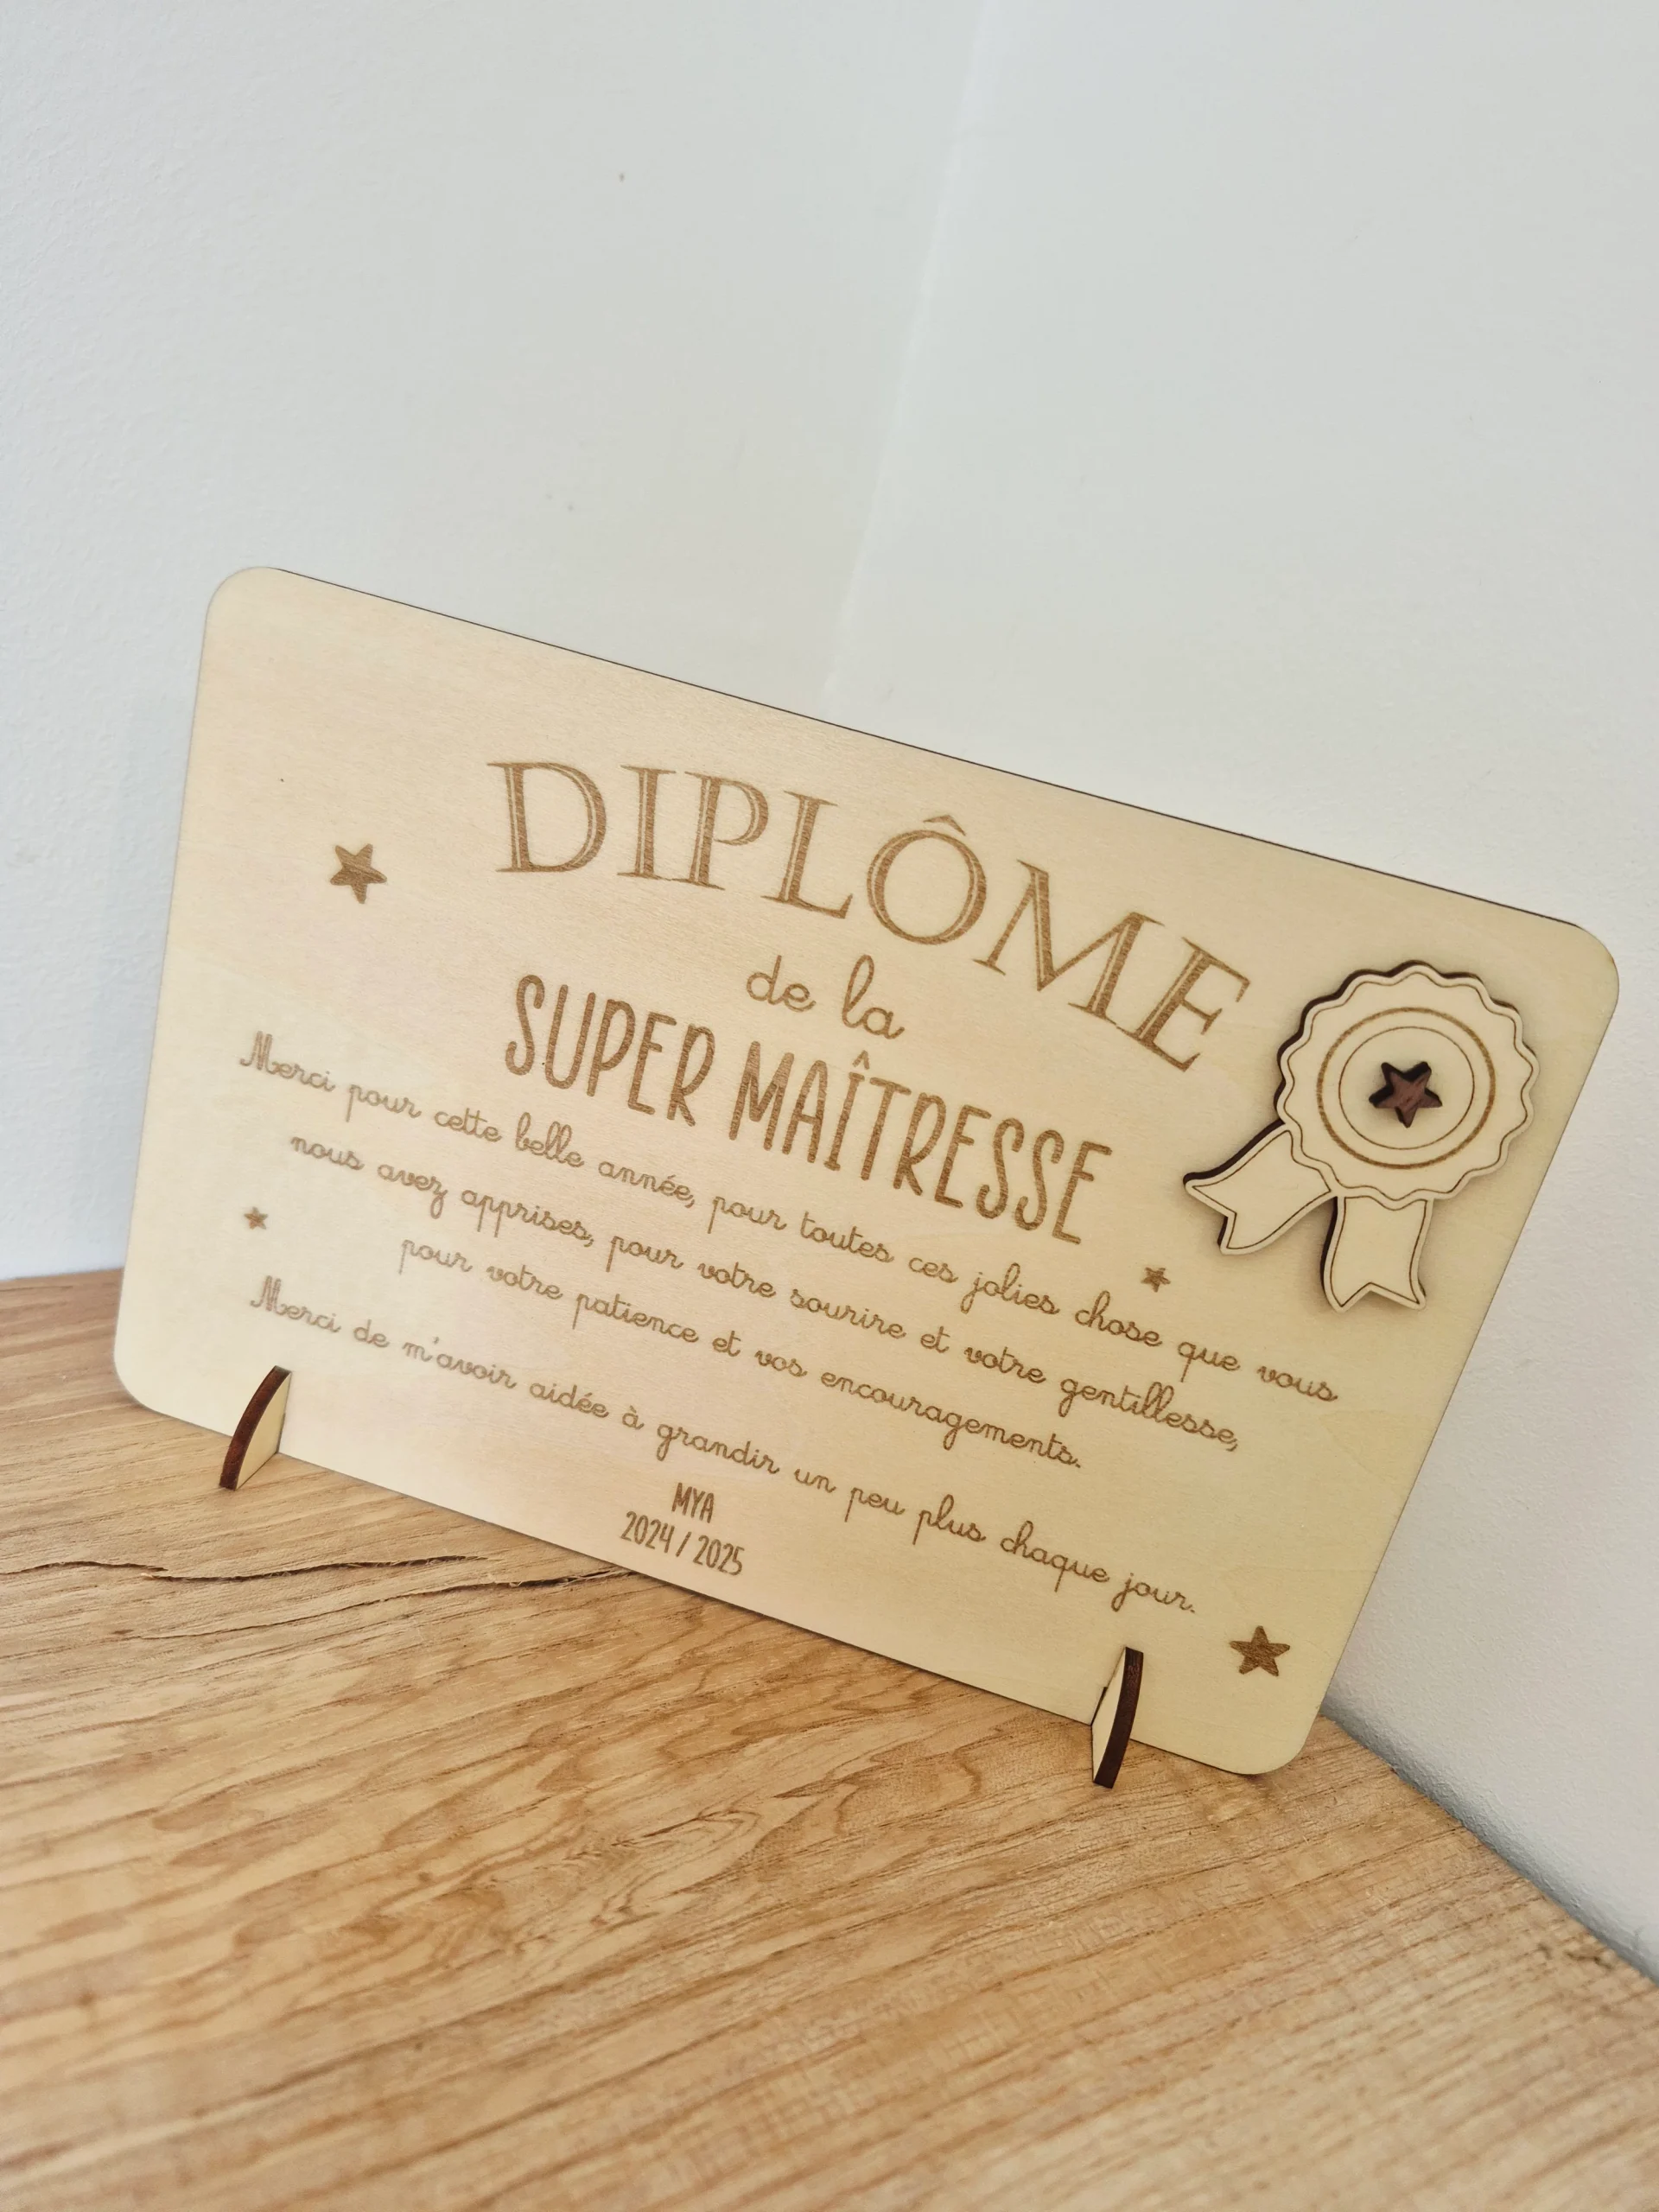 DIPLÔME
de la
SUPER MAÎTRESSE
Merci pour cette belle année, pour toutes ces jolies chose que vous
nous avez apprises, pour votre sourire et votre gentillesse,
pour votre patience et vos encouragements.
Merci de m'avoir aidée à grandir un peu plus chaque jour.
MYA
2024 / 2025